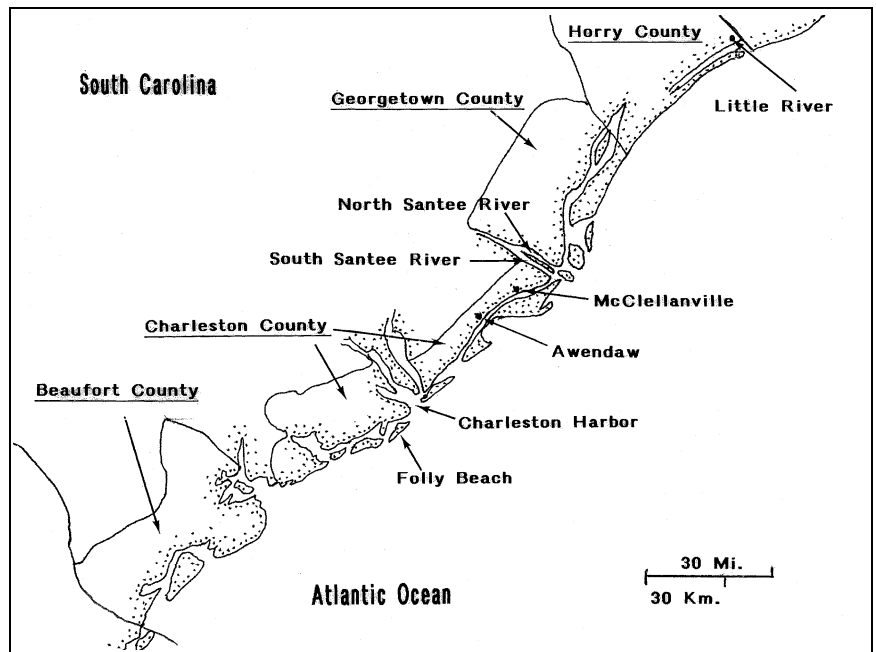 Horry County
South Carolina
Georgetown County
Little River
North Santee River
South Santee River
McClellanville
Charleston County
Awendaw
Beaufort County
Charleston Harbor
Folly Beach
30 Mi.
Atlantic Ocean
30 Km.